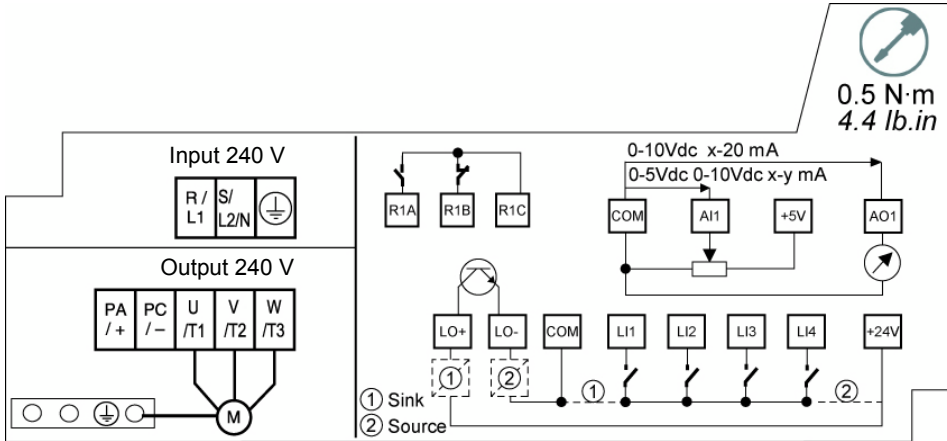 0.5 N·m
4.4 lb.in
Input 240 V
R / L1
S/ L2/N
Output 240 V
PA / +
PC / –
U /T1
V /T2
W /T3
M
R1A
R1B
R1C
0-10Vdc x-20 mA
0-5Vdc 0-10Vdc x-y mA
COM
AI1
+5V
AO1
LO+
LO-
COM
LI1
LI2
LI3
LI4
+24V
1
2
1
2
① Sink
② Source